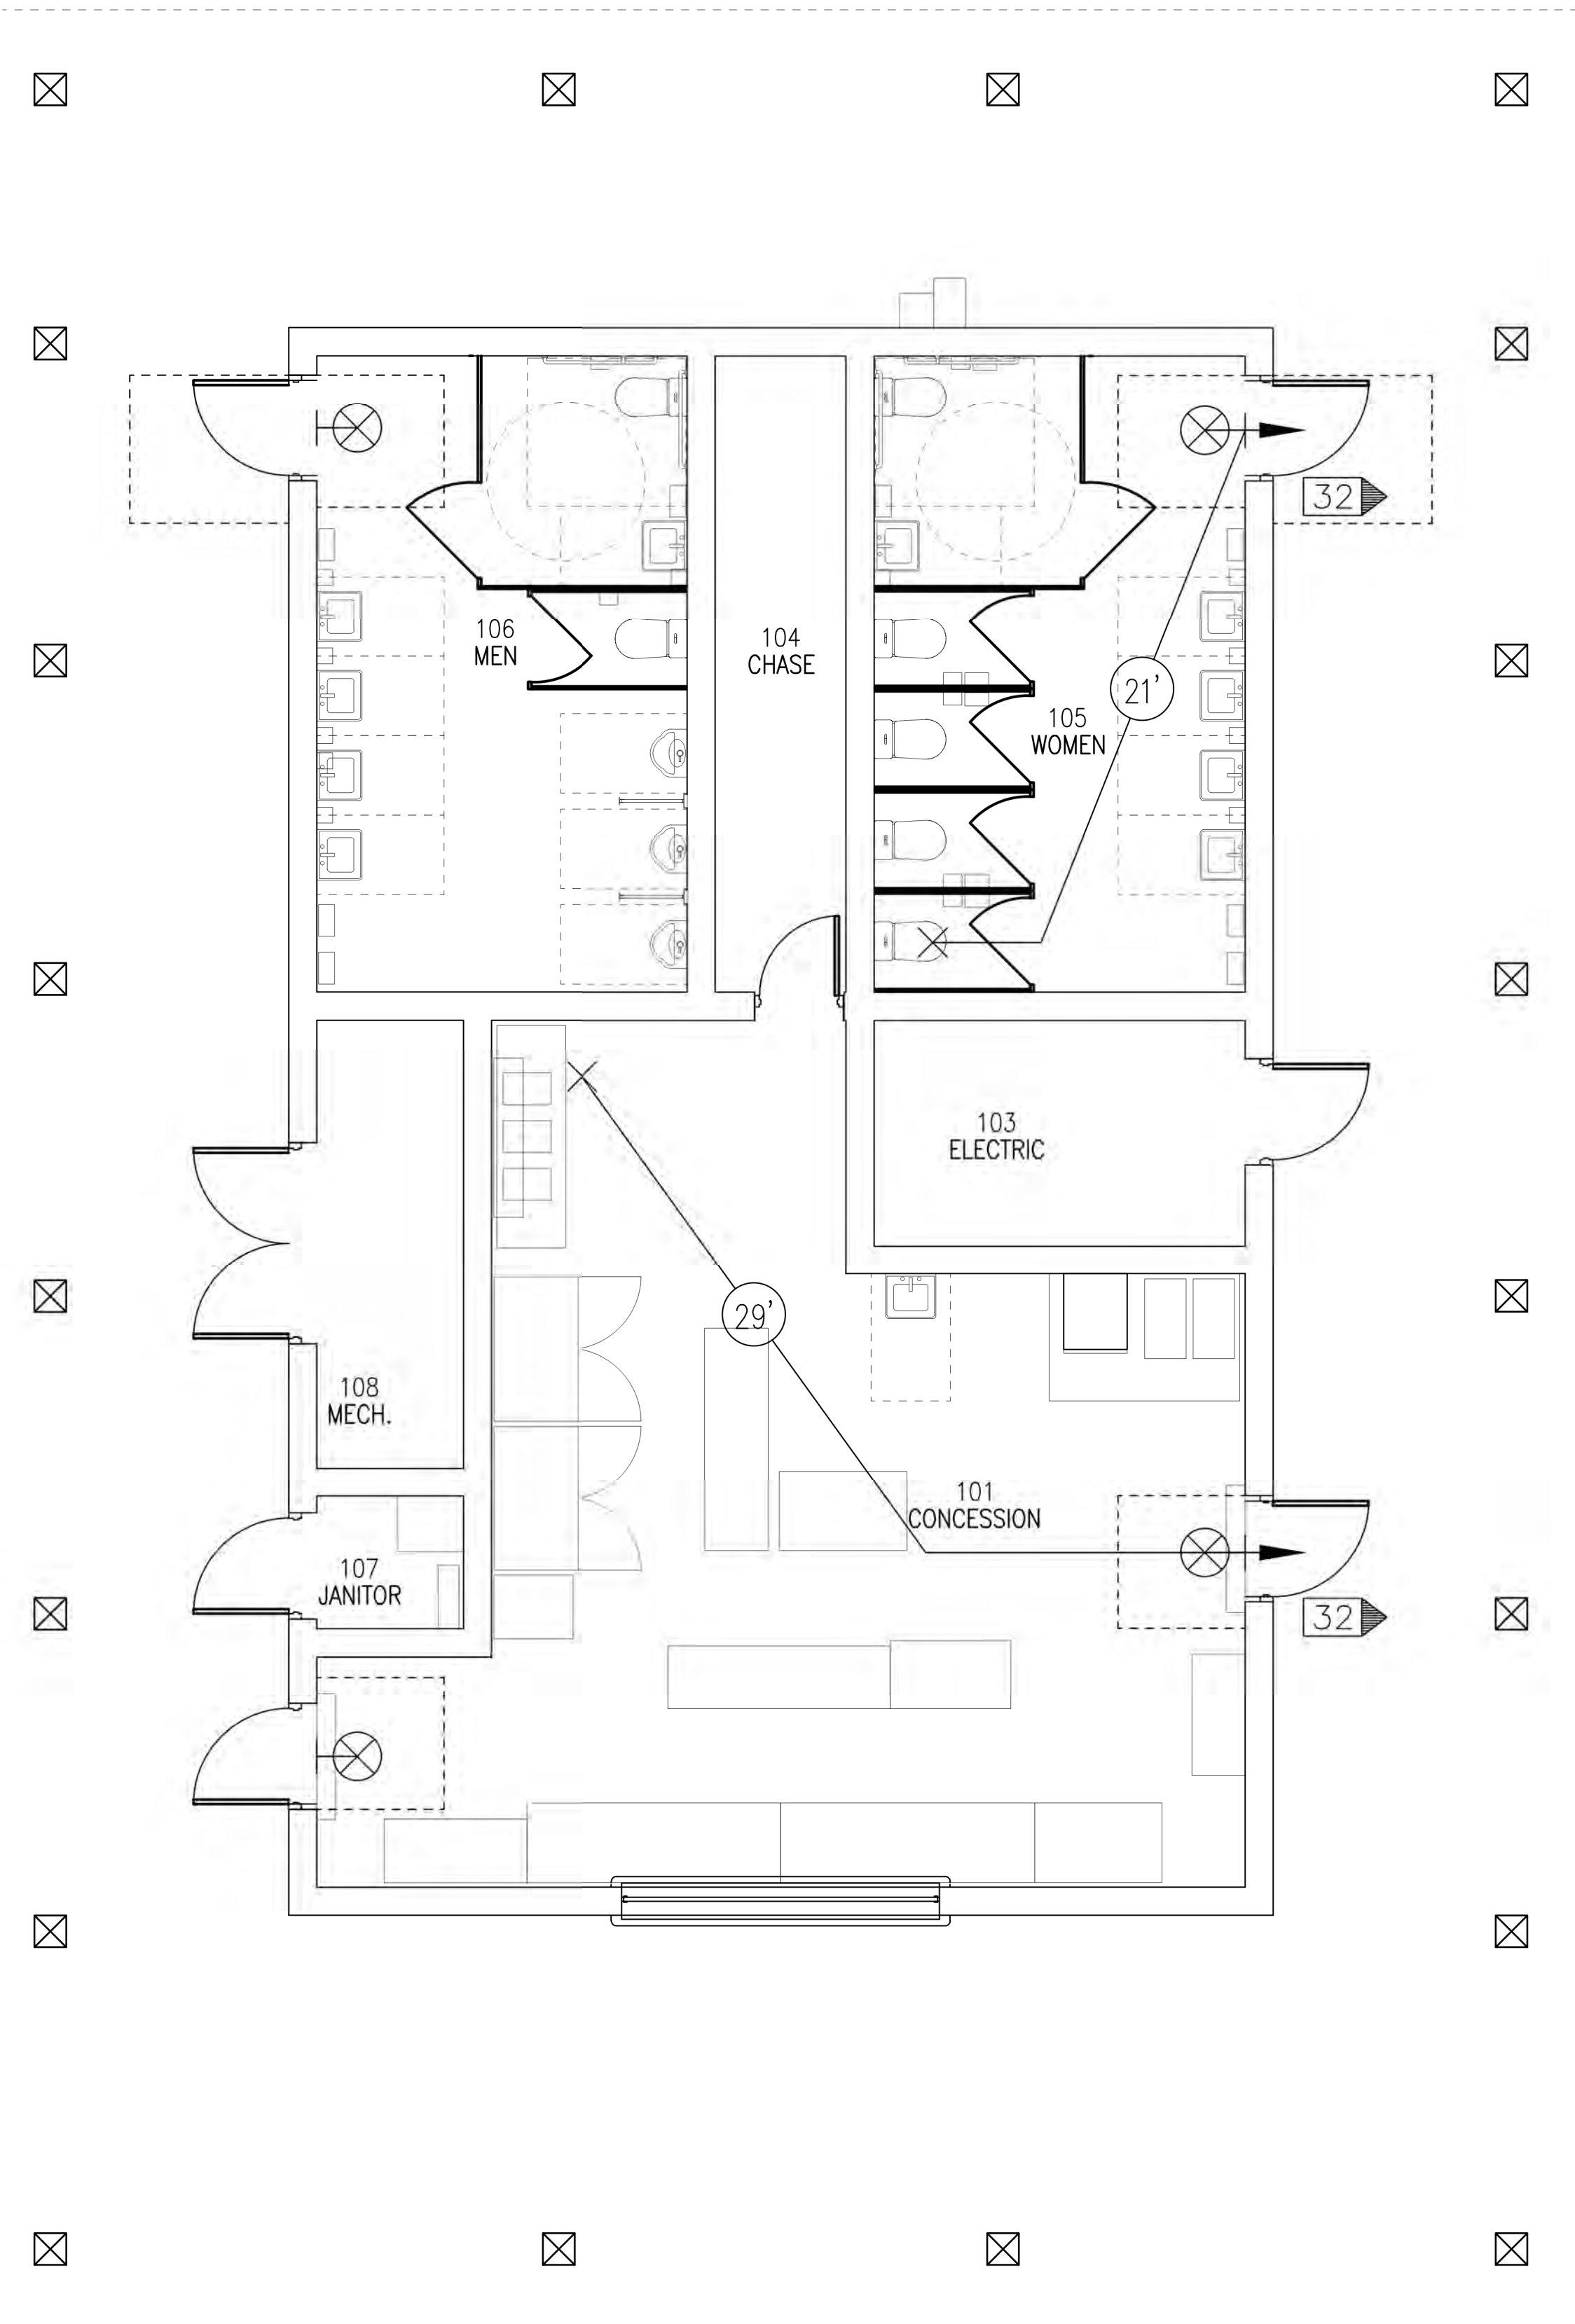 32
106
MEN
104
CHASE
21'
105
WOMEN
103
ELECTRIC
29'
108
MECH.
101
CONCESSION
107
JANITOR
32